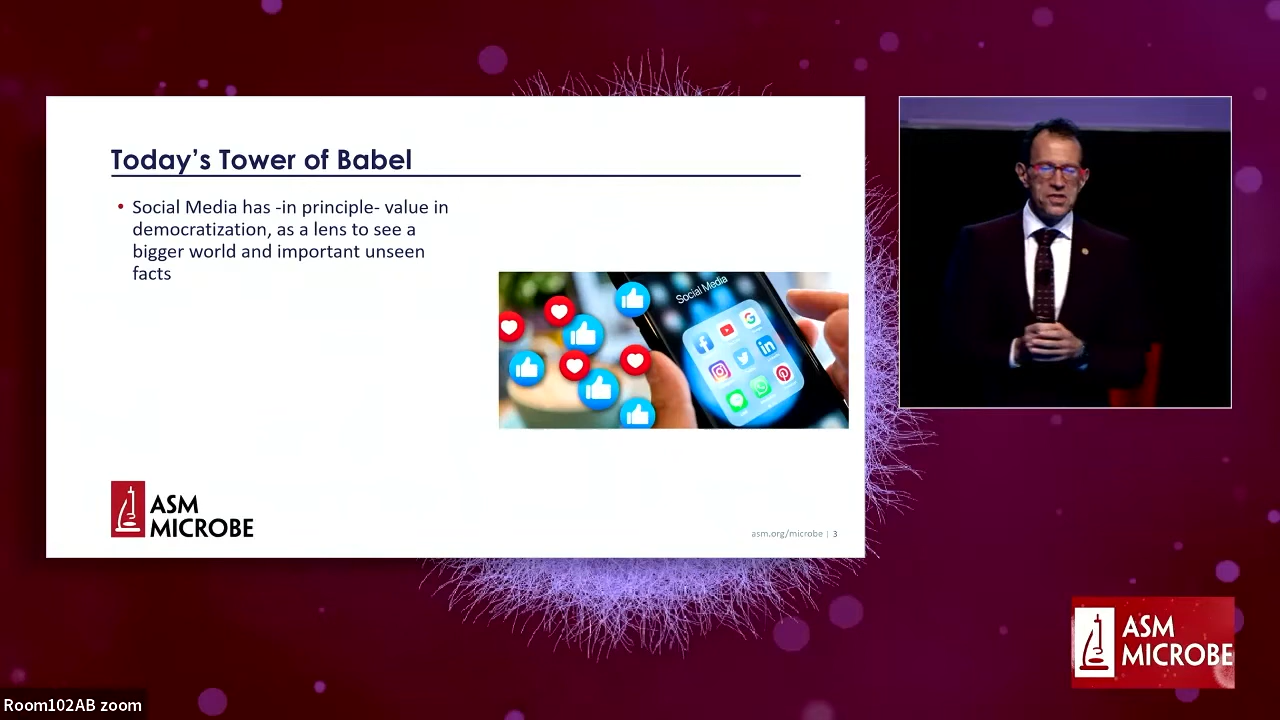 Today's Tower of Babel
• Social Media has -in principle- value in
democratization, as a lens to see a
bigger world and important unseen
facts
Social Media
ASM
MICROBE
asm.org/microbe | 3
ASM
MICROBE
Room102AB zoom